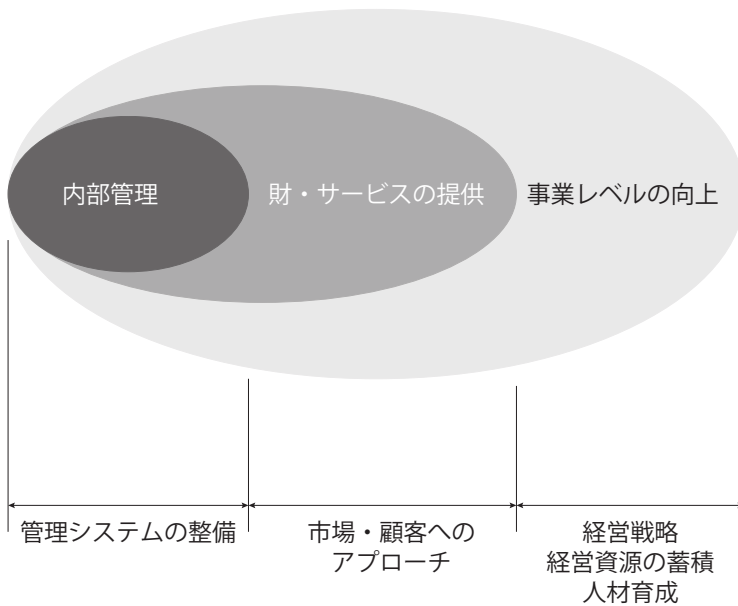 内部管理
財・サービスの提供
事業レベルの向上
管理システムの整備
市場・顧客への
アプローチ
経営戦略
経営資源の蓄積
人材育成